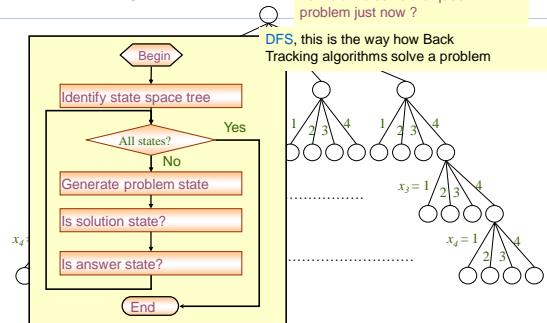 problem just now ?
DFS, this is the way how Back
Tracking algorithms solve a problem
Begin
Identify state space tree
All states?
Yes
No
Generate problem state
Is solution state?
Is answer state?
End
1 2 3 4
1 2 3 4
x3 = 1 2 3 4
x4 = 1 2 3 4
x4